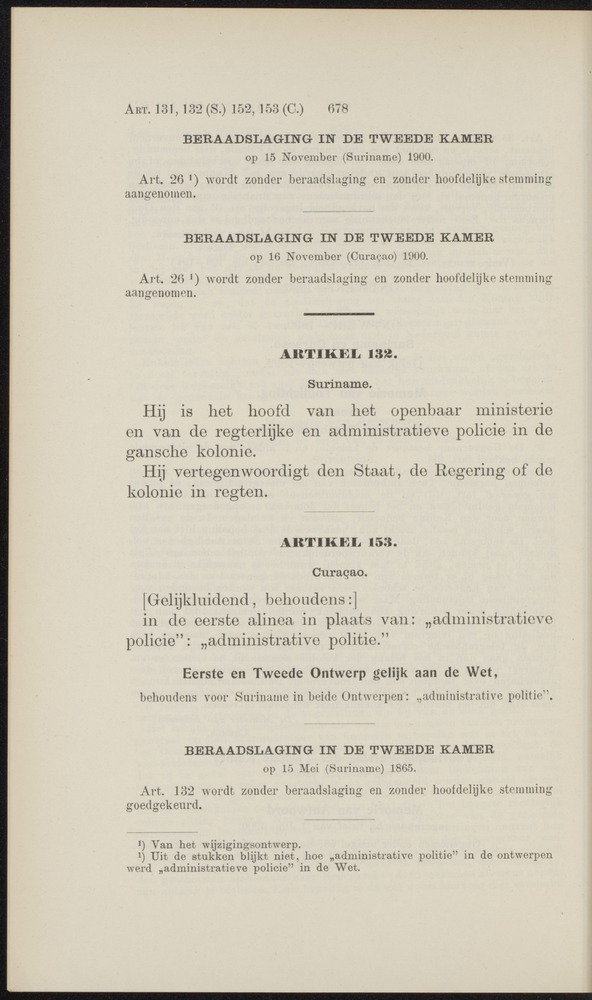 ART. 131, 132 (S.) 152, 153 (C.) 678
BERAADSLAGING IN DE TWEEDE KAMER
op 15 November (Suriname) 1900.
Art. 26 ¹) wordt zonder beraadslaging en zonder hoofdelijke stemming
aangenomen.
BERAADSLAGING IN DE TWEEDE KAMER
op 16 November (Curaçao) 1900.
Art. 26 ¹) wordt zonder beraadslaging en zonder hoofdelijke stemming
aangenomen.
ARTIKEL 132.
Suriname.
Hij is het hoofd van het openbaar ministerie
en van de regterlijke en administratieve policie in de
gansche kolonie.
Hij vertegenwoordigt den Staat, de Regering of de
kolonie in regten.
ARTIKEL 153.
Curaçao.
[Gelijkluidend, behoudens:]
in de eerste alinea in plaats van: „administratieve
policie”: „administrative politie.”
Eerste en Tweede Ontwerp gelijk aan de Wet,
behoudens voor Suriname in beide Ontwerpen: „administrative politie”.
BERAADSLAGING IN DE TWEEDE KAMER
op 15 Mei (Suriname) 1865.
Art. 132 wordt zonder beraadslaging en zonder hoofdelijke stemming
goedgekeurd.
¹) Van het wijzigingsontwerp.
¹) Uit de stukken blijkt niet, hoe „administrative politie” in de ontwerpen
werd „administratieve policie” in de Wet.